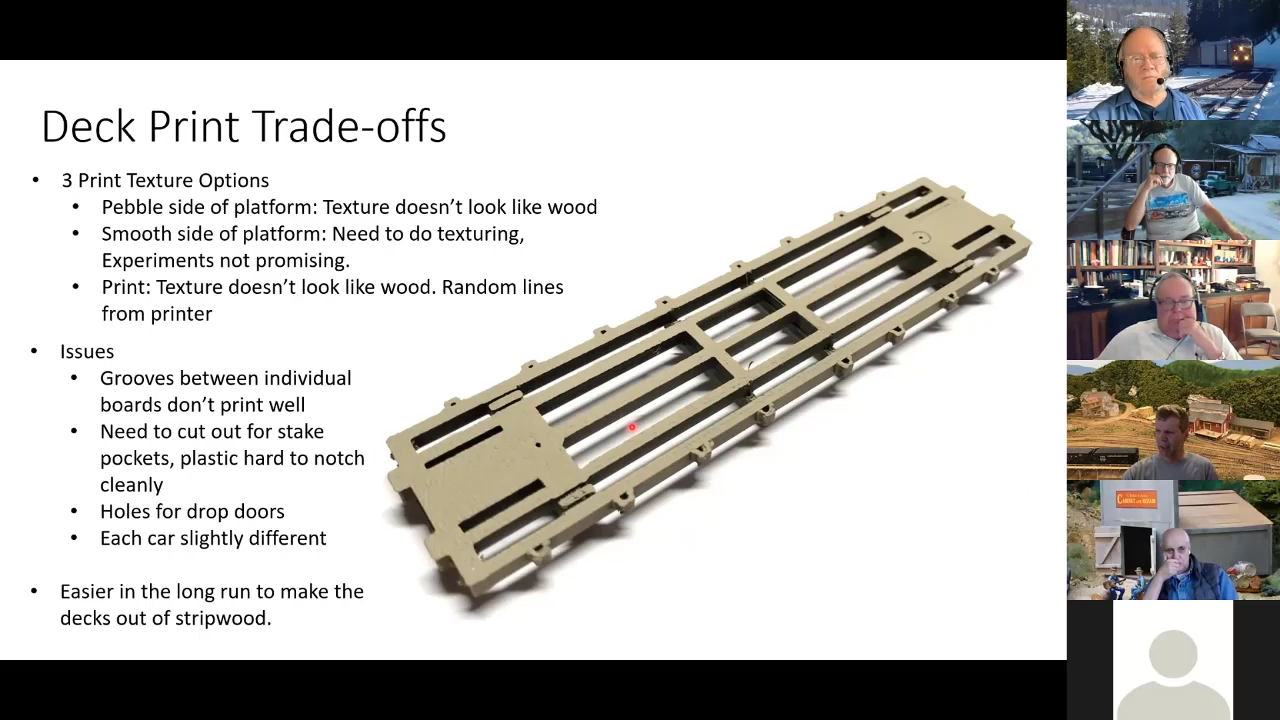 Deck Print Trade-offs
• 3 Print Texture Options
• Pebble side of platform: Texture doesn’t look like wood
• Smooth side of platform: Need to do texturing,
Experiments not promising.
• Print: Texture doesn’t look like wood. Random lines
from printer
• Issues
• Grooves between individual
boards don’t print well
• Need to cut out for stake
pockets, plastic hard to notch
cleanly
• Holes for drop doors
• Each car slightly different
• Easier in the long run to make the
decks out of stripwood.